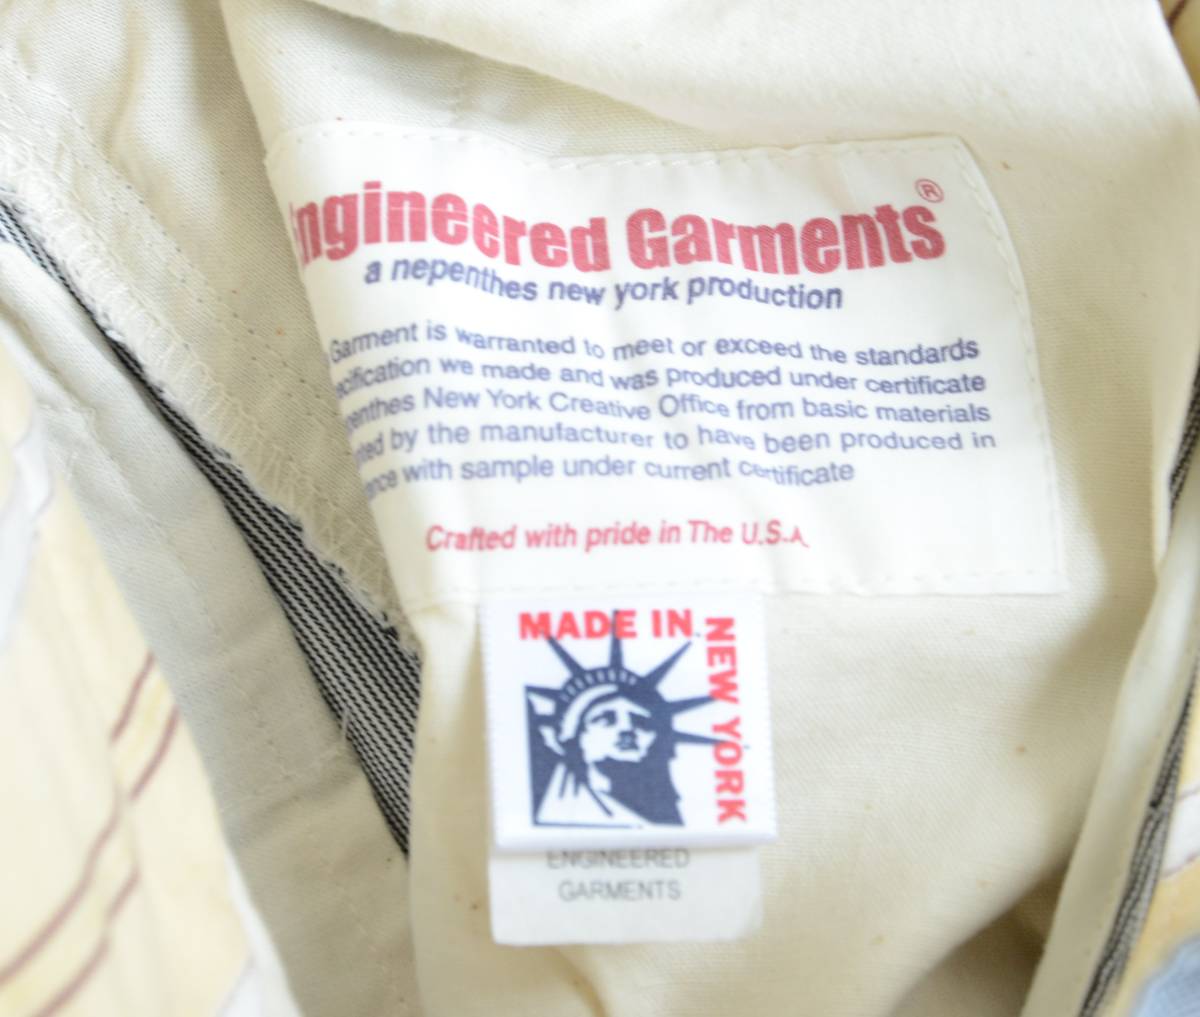 Engineered Garments®
a nepenthes new york production
Garment is warranted to meet or exceed the standards
ecification we made and was produced under certificate
enthes New York Creative Office from basic materials
ted by the manufacturer to have been produced in
ance with sample under current certificate
Crafted with pride in The U.S.A
MADE IN
NEW YORK
ENGINEERED
GARMENTS